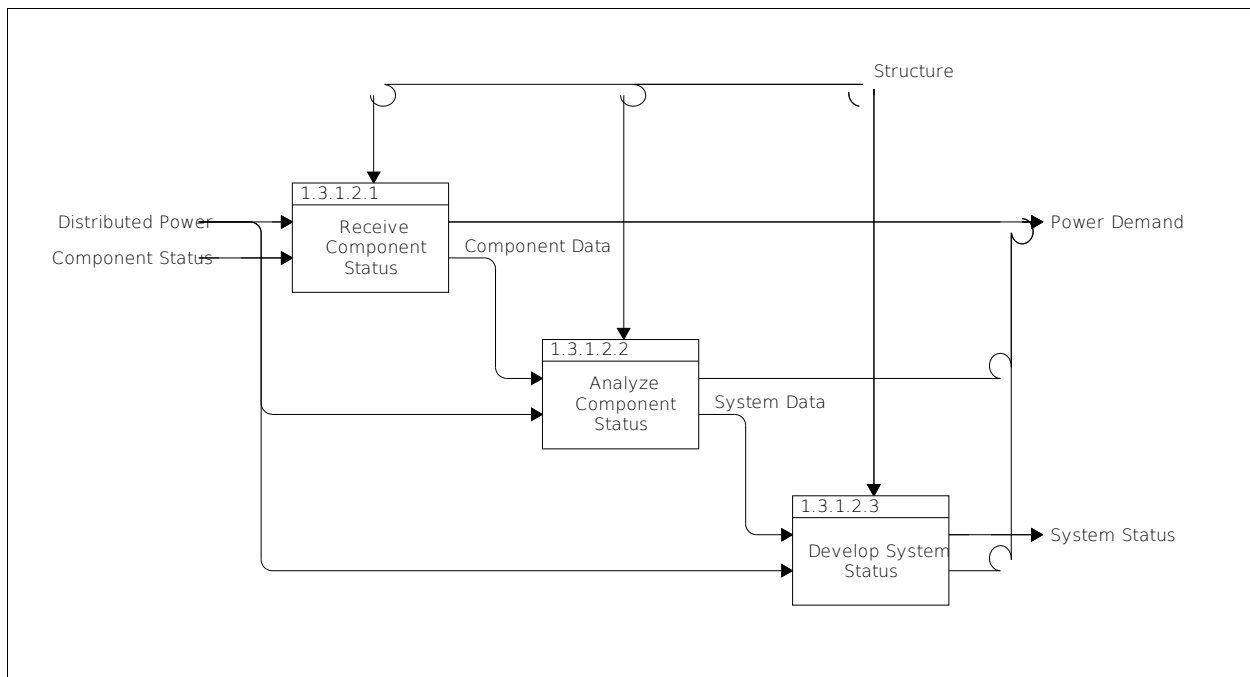 Structure
1.3.1.2.1
Distributed Power
Receive
Component
Status
Power Demand
Component Data
Component Status
1.3.1.2.2
Analyze
Component
Status
System Data
1.3.1.2.3
Develop System
Status
System Status